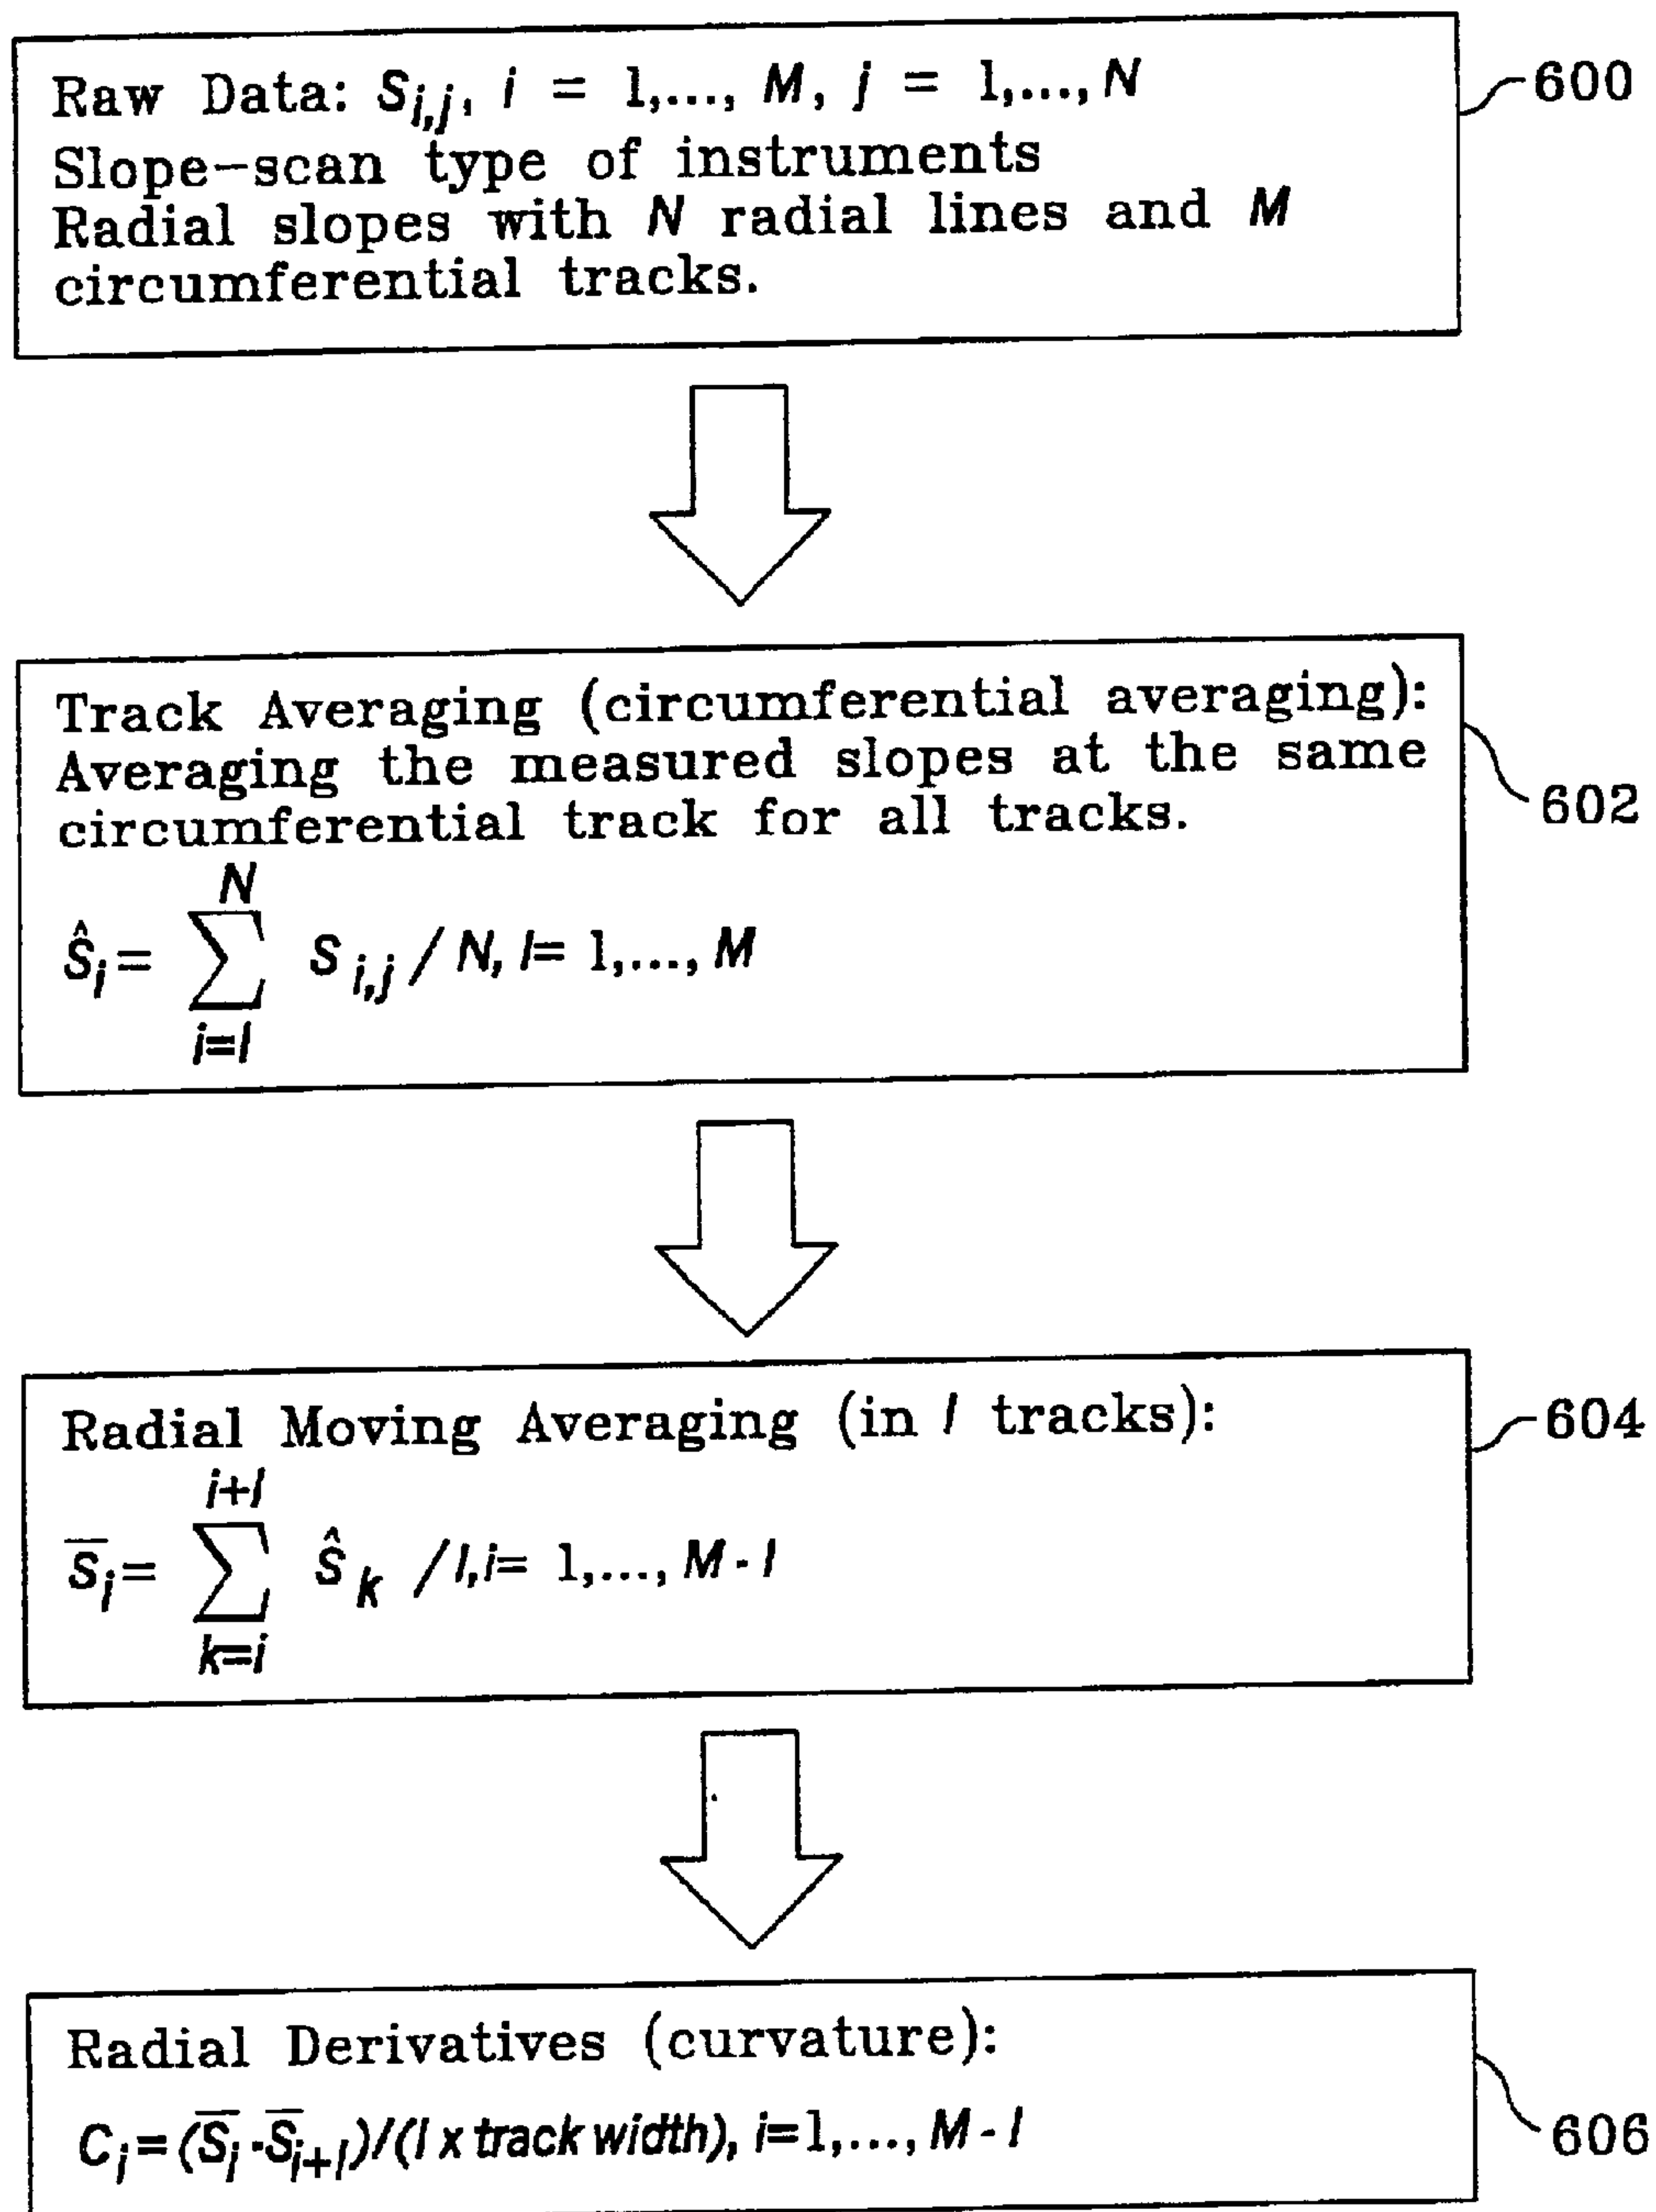 Raw Data: S_{i,j}, i = 1,..., M, j = 1,..., N
Slope-scan type of instruments
Radial slopes with N radial lines and M
circumferential tracks.
600
Track Averaging (circumferential averaging):
Averaging the measured slopes at the same
circumferential track for all tracks.
602
N
Ŝ_i = ∑ S_{i,j} / N, I= 1,..., M
i=I
Radial Moving Averaging (in I tracks):
604
i+I
S̅_i = ∑ Ŝ_k / I, i= 1,..., M - I
k=i
Radial Derivatives (curvature):
C_i = (S̅_i - S̅_{i+I})/(I x track width), i=1,..., M - I
606